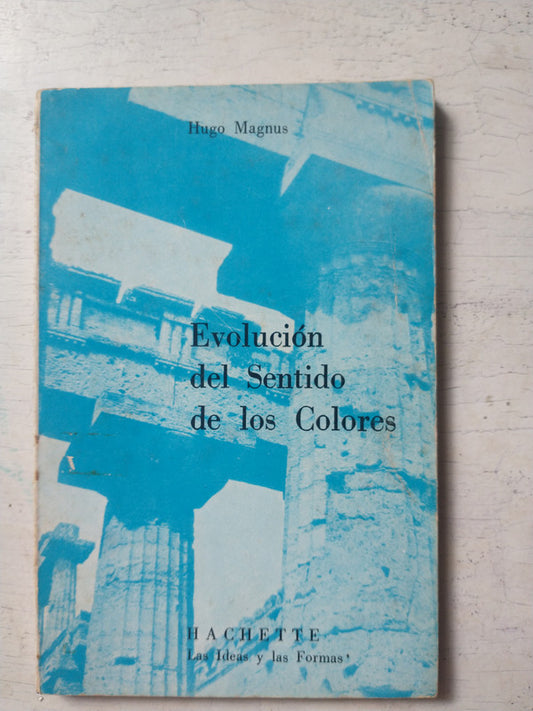 Hugo Magnus
Evolución
del Sentido
de los Colores
HACHETTE
Las Ideas y las Formas